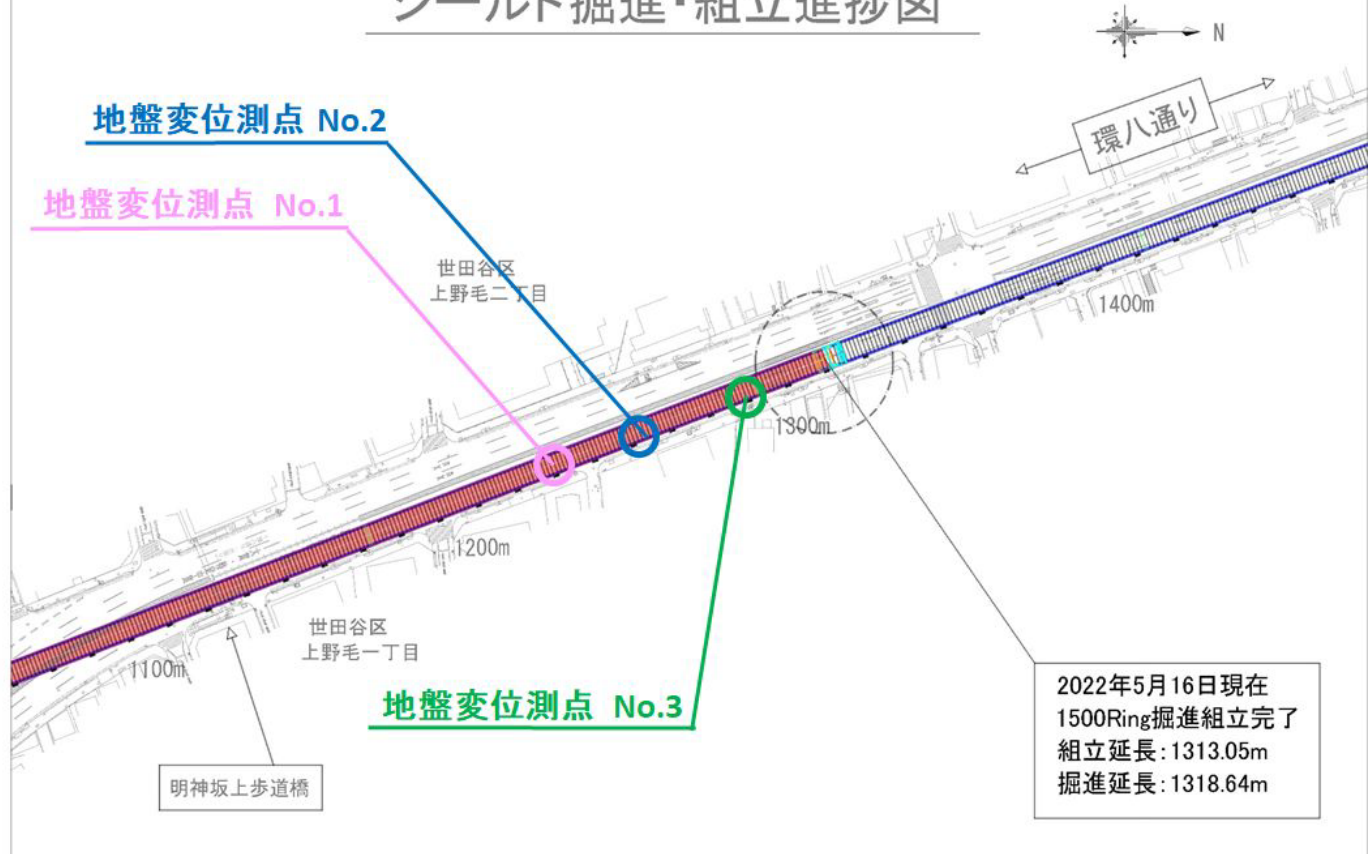 シールド掘進・組立進捗図
N
地盤変位測点 No.2
環八通り
地盤変位測点 No.1
世田谷区
上野毛二丁目
1400m
1300m
1200m
世田谷区
上野毛一丁目
1100m
地盤変位測点 No.3
2022年5月16日現在
1500Ring掘進組立完了
組立延長:1313.05m
掘進延長:1318.64m
明神坂上歩道橋